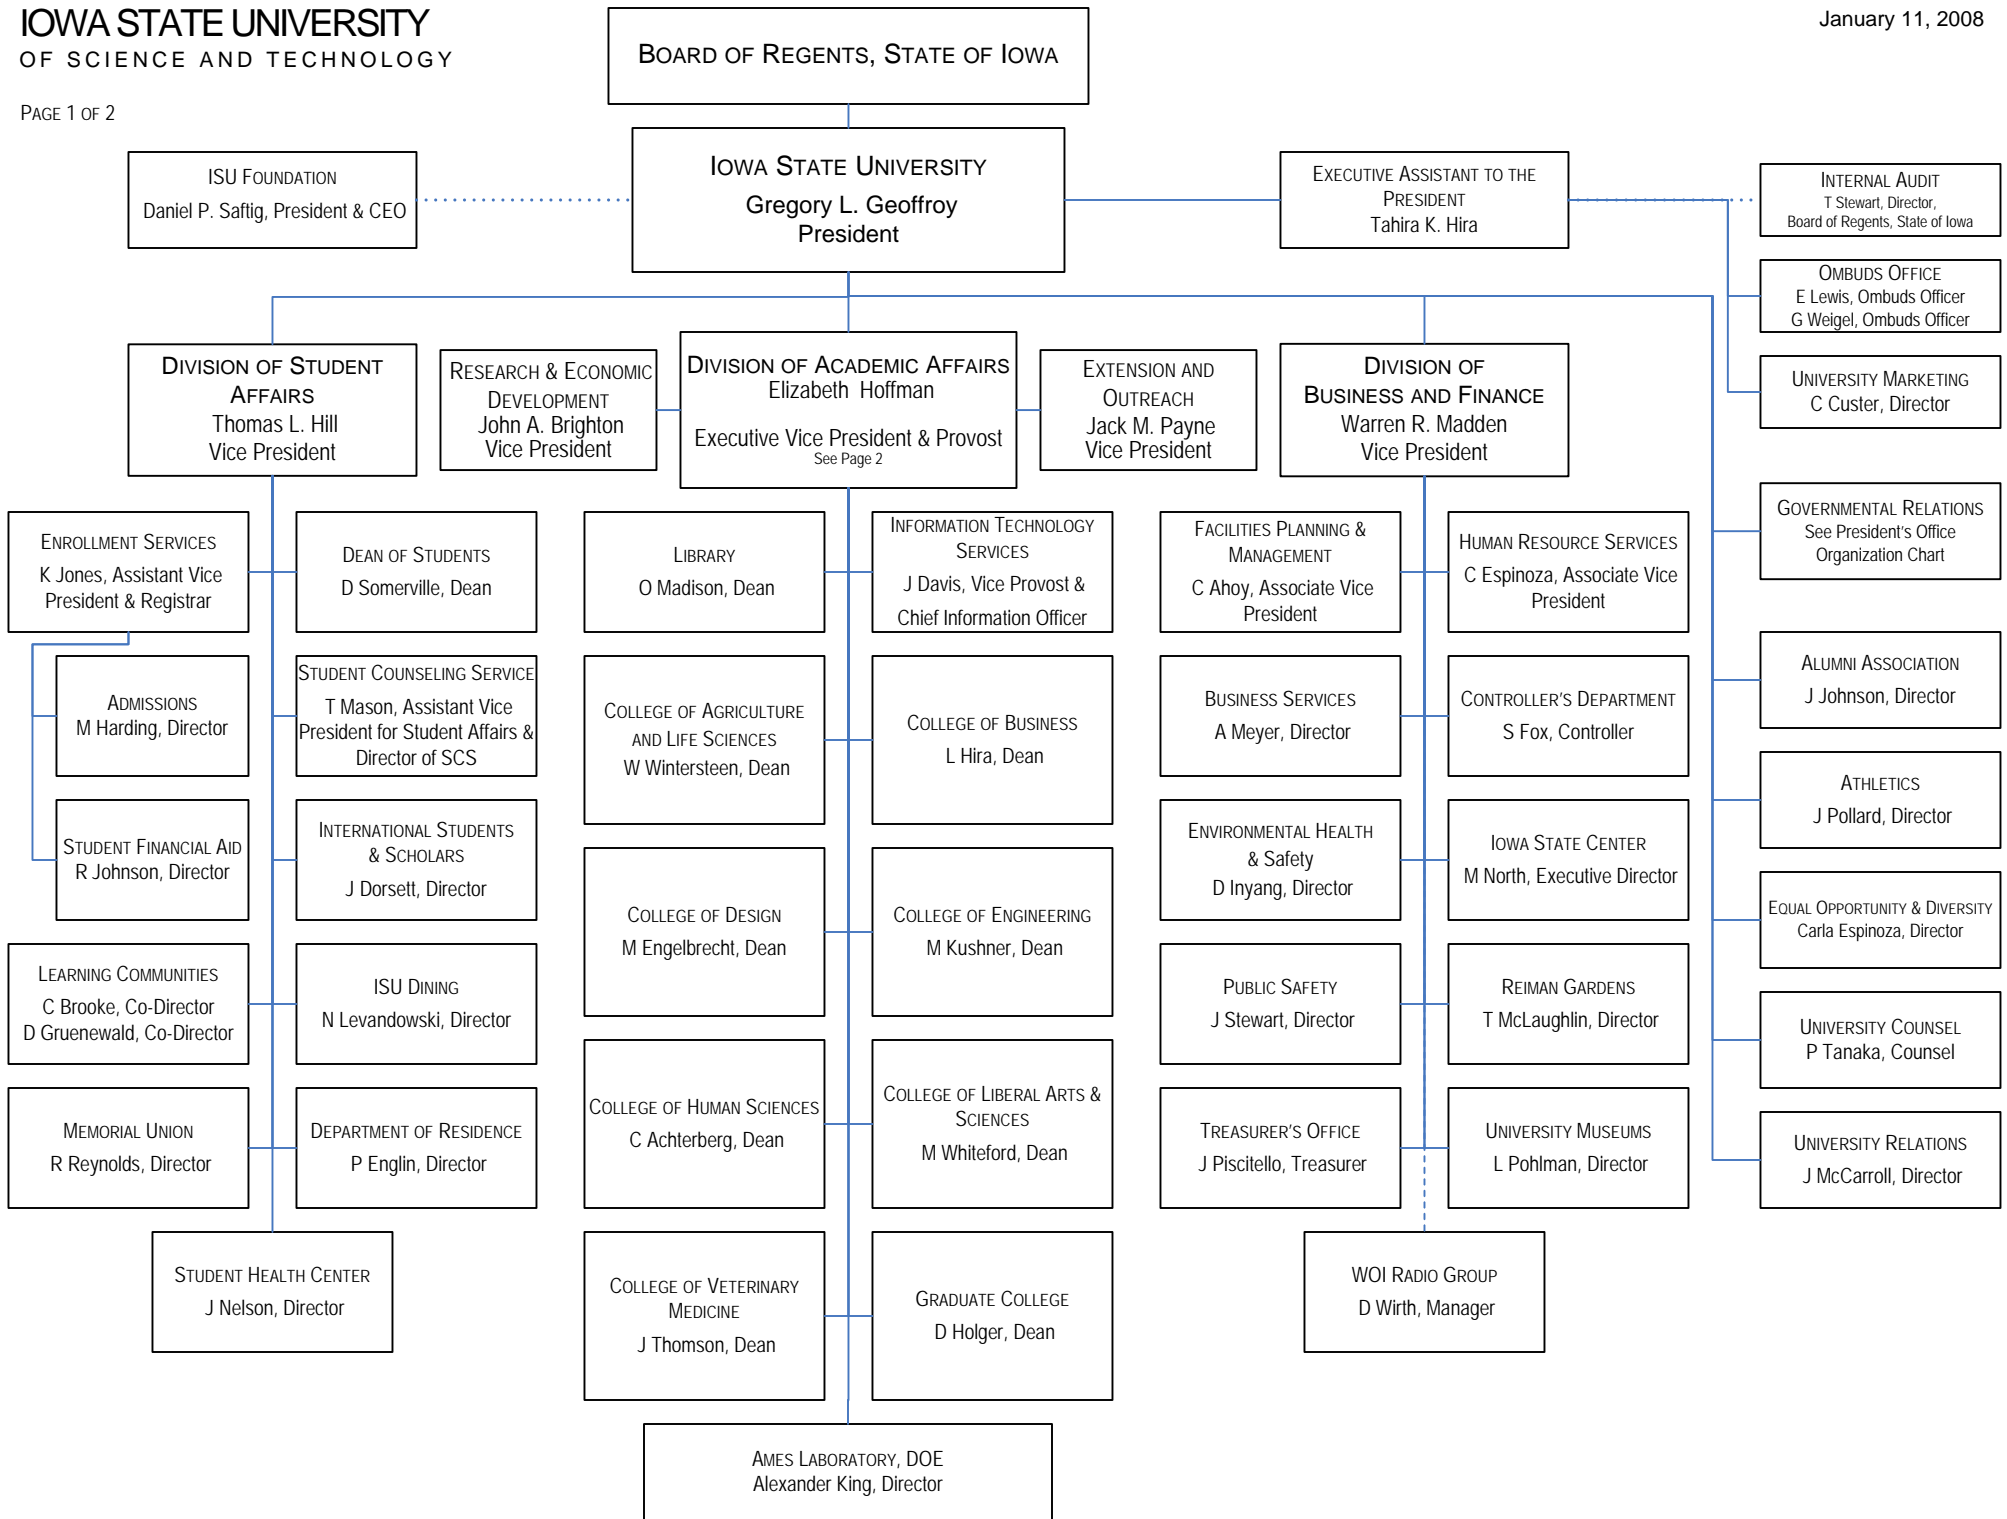 IOWA STATE UNIVERSITY
OF SCIENCE AND TECHNOLOGY
PAGE 1 OF 2
January 11, 2008
BOARD OF REGENTS, STATE OF IOWA
ISU FOUNDATION
Daniel P. Saftig, President & CEO
IOWA STATE UNIVERSITY
Gregory L. Geoffroy
President
EXECUTIVE ASSISTANT TO THE
PRESIDENT
Tahira K. Hira
INTERNAL AUDIT
T Stewart, Director,
Board of Regents, State of Iowa
OMBUDS OFFICE
E Lewis, Ombuds Officer
G Weigel, Ombuds Officer
UNIVERSITY MARKETING
C Custer, Director
DIVISION OF STUDENT
AFFAIRS
Thomas L. Hill
Vice President
RESEARCH & ECONOMIC
DEVELOPMENT
John A. Brighton
Vice President
DIVISION OF ACADEMIC AFFAIRS
Elizabeth Hoffman
Executive Vice President & Provost
See Page 2
EXTENSION AND
OUTREACH
Jack M. Payne
Vice President
DIVISION OF
BUSINESS AND FINANCE
Warren R. Madden
Vice President
GOVERNMENTAL RELATIONS
See President's Office
Organization Chart
ENROLLMENT SERVICES
K Jones, Assistant Vice
President & Registrar
DEAN OF STUDENTS
D Somerville, Dean
LIBRARY
O Madison, Dean
INFORMATION TECHNOLOGY
SERVICES
J Davis, Vice Provost &
Chief Information Officer
FACILITIES PLANNING &
MANAGEMENT
C Ahoy, Associate Vice
President
HUMAN RESOURCE SERVICES
C Espinoza, Associate Vice
President
ADMISSIONS
M Harding, Director
STUDENT COUNSELING SERVICE
T Mason, Assistant Vice
President for Student Affairs &
Director of SCS
COLLEGE OF AGRICULTURE
AND LIFE SCIENCES
W Wintersteen, Dean
COLLEGE OF BUSINESS
L Hira, Dean
BUSINESS SERVICES
A Meyer, Director
CONTROLLER'S DEPARTMENT
S Fox, Controller
ALUMNI ASSOCIATION
J Johnson, Director
STUDENT FINANCIAL AID
R Johnson, Director
INTERNATIONAL STUDENTS
& SCHOLARS
J Dorsett, Director
ENVIRONMENTAL HEALTH
& Safety
D Inyang, Director
IOWA STATE CENTER
M North, Executive Director
ATHLETICS
J Pollard, Director
COLLEGE OF DESIGN
M Engelbrecht, Dean
COLLEGE OF ENGINEERING
M Kushner, Dean
EQUAL OPPORTUNITY & DIVERSITY
Carla Espinoza, Director
LEARNING COMMUNITIES
C Brooke, Co-Director
D Gruenewald, Co-Director
ISU DINING
N Levandowski, Director
PUBLIC SAFETY
J Stewart, Director
REIMAN GARDENS
T McLaughlin, Director
UNIVERSITY COUNSEL
P Tanaka, Counsel
MEMORIAL UNION
R Reynolds, Director
DEPARTMENT OF RESIDENCE
P Englin, Director
COLLEGE OF HUMAN SCIENCES
C Achterberg, Dean
COLLEGE OF LIBERAL ARTS &
SCIENCES
M Whiteford, Dean
TREASURER'S OFFICE
J Piscitello, Treasurer
UNIVERSITY MUSEUMS
L Pohlman, Director
UNIVERSITY RELATIONS
J McCarroll, Director
STUDENT HEALTH CENTER
J Nelson, Director
COLLEGE OF VETERINARY
MEDICINE
J Thomson, Dean
GRADUATE COLLEGE
D Holger, Dean
WOI RADIO GROUP
D Wirth, Manager
AMES LABORATORY, DOE
Alexander King, Director